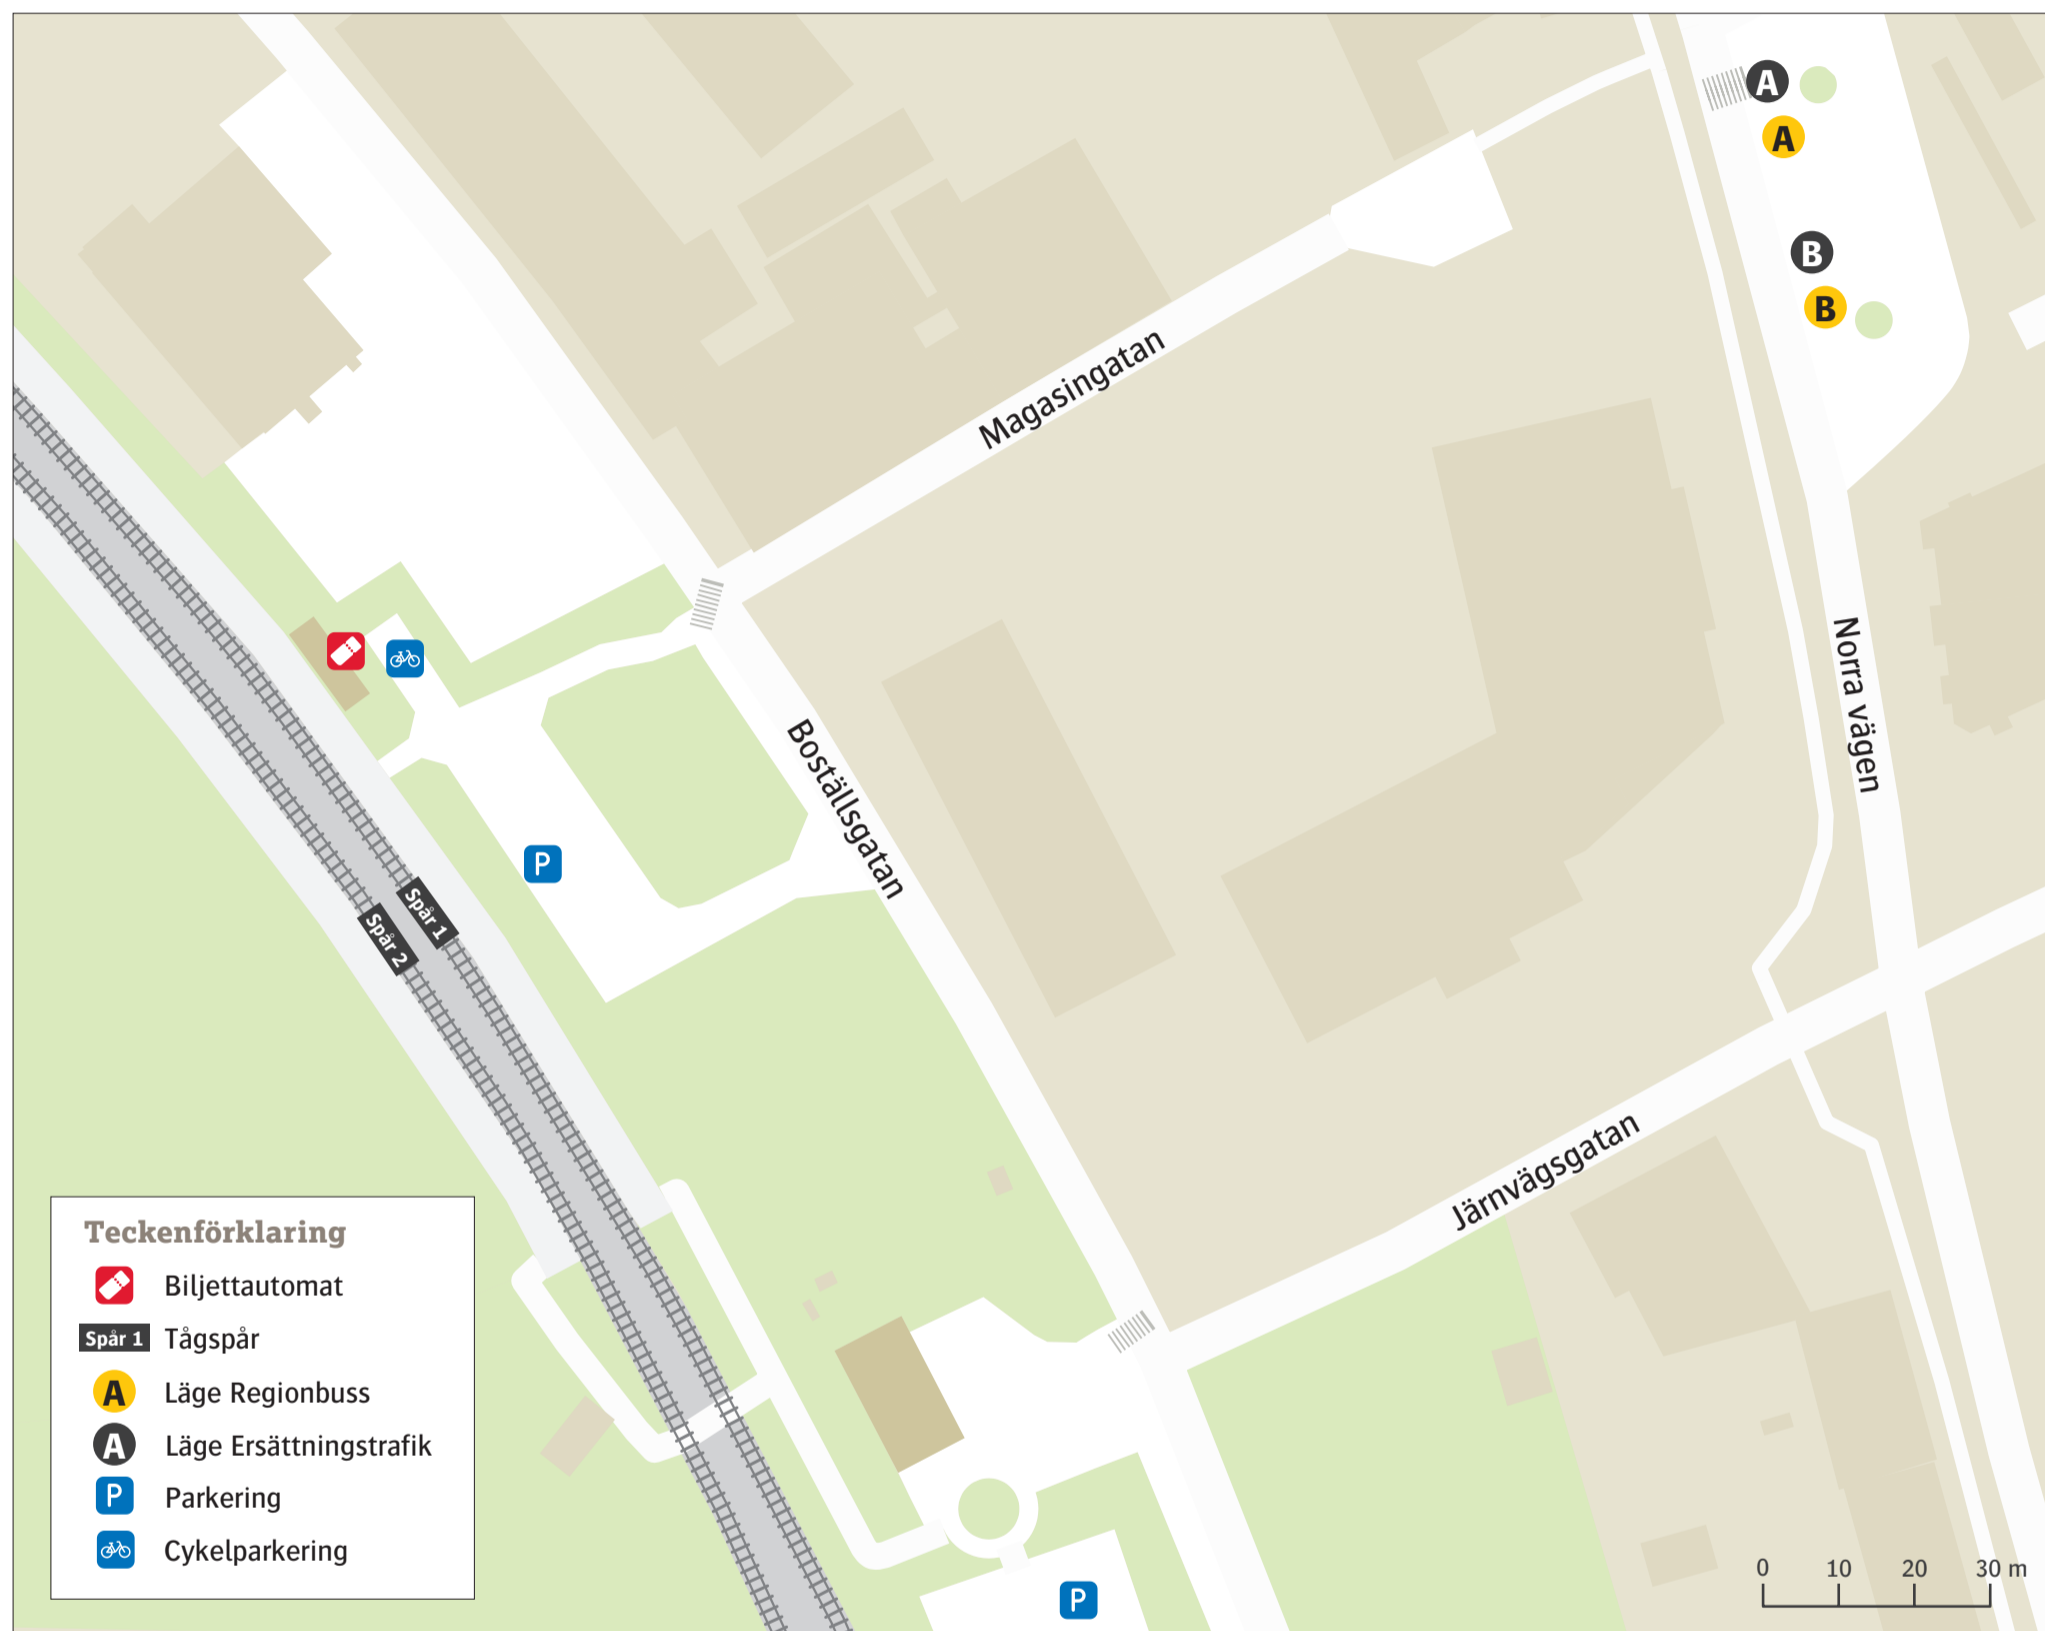 A
A
B
B
Magasingatan
Norra vägen
Boställsgatan
P
Spår 1
Spår 2
Järnvägsgatan
Teckenförklaring
Biljettautomat
Spår 1 Tågspår
A Läge Regionbuss
A Läge Ersättningstrafik
P Parkering
Cykelparkering
P
0 10 20 30 m